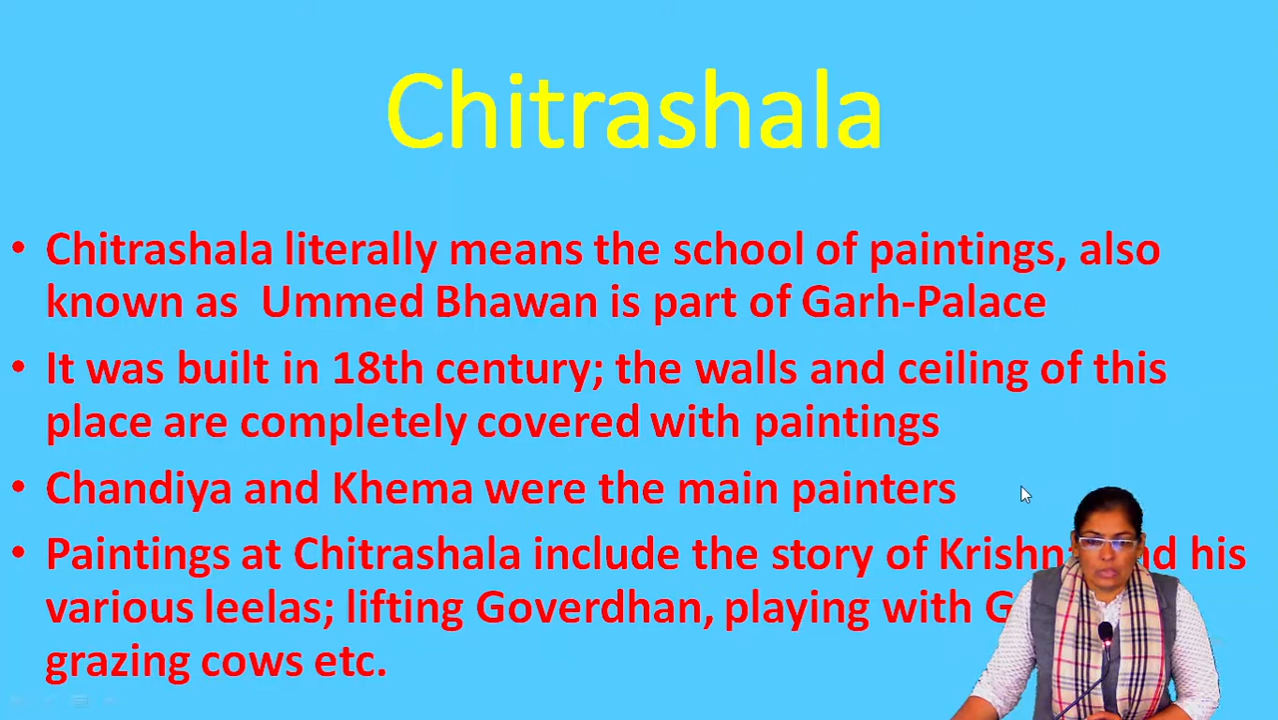 Chitrashala
• Chitrashala literally means the school of paintings, also
known as Ummed Bhawan is part of Garh-Palace
• It was built in 18th century; the walls and ceiling of this
place are completely covered with paintings
• Chandiya and Khema were the main painters
• Paintings at Chitrashala include the story of and his
various leelas; lifting Goverdhan, playing with
grazing cows etc.